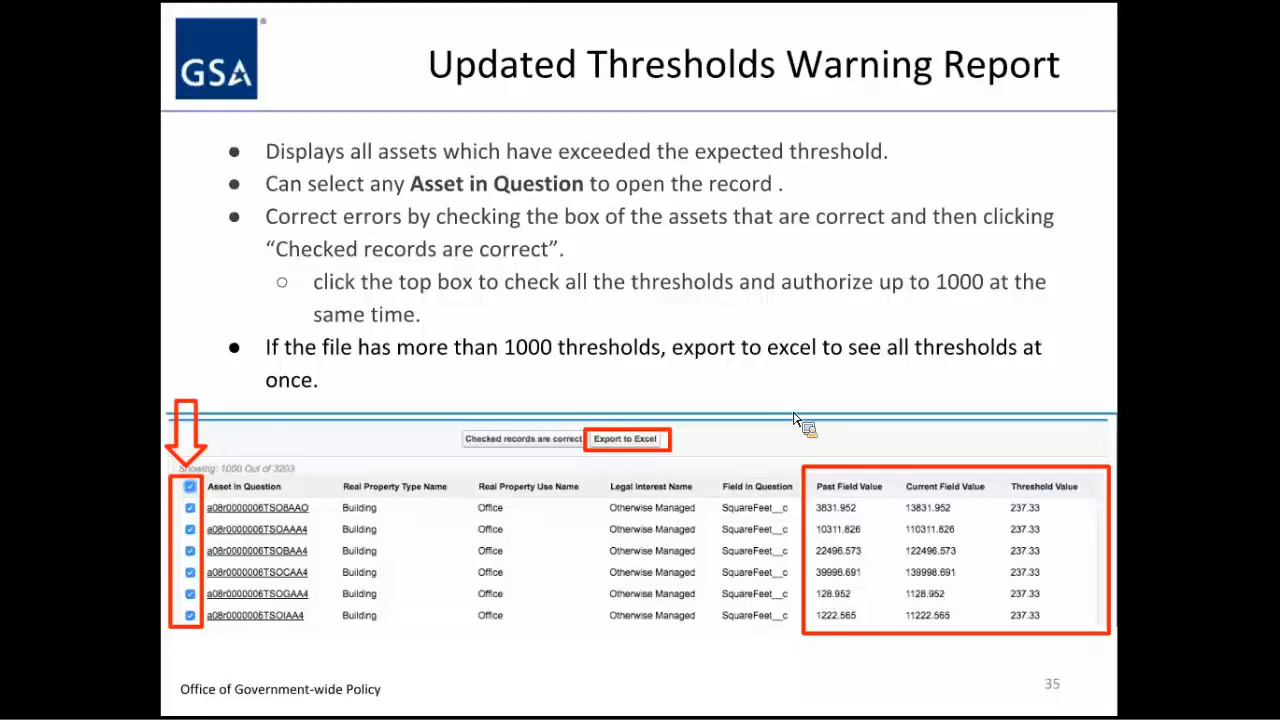 GSA
®
Updated Thresholds Warning Report
● Displays all assets which have exceeded the expected threshold.
● Can select any Asset in Question to open the record .
● Correct errors by checking the box of the assets that are correct and then clicking
“Checked records are correct”.
○ click the top box to check all the thresholds and authorize up to 1000 at the
same time.
● If the file has more than 1000 thresholds, export to excel to see all thresholds at
once.
Checked records are correct Export to Excel
Showing: 1000 Out of 3203
Asset in Question Real Property Type Name Real Property Use Name Legal Interest Name Field in Question Past Field Value Current Field Value Threshold Value
a08r0000006TSO8AAO Building Office Otherwise Managed SquareFeet__c 3831.952 13831.952 237.33
a08r0000006TSOAAA4 Building Office Otherwise Managed SquareFeet__c 10311.826 110311.826 237.33
a08r0000006TSOBAA4 Building Office Otherwise Managed SquareFeet__c 22496.573 122496.573 237.33
a08r0000006TSOCAA4 Building Office Otherwise Managed SquareFeet__c 39998.691 139998.691 237.33
a08r0000006TSOGAA4 Building Office Otherwise Managed SquareFeet__c 128.952 1128.952 237.33
a08r0000006TSOIAA4 Building Office Otherwise Managed SquareFeet__c 1222.565 11222.565 237.33
Office of Government-wide Policy
35